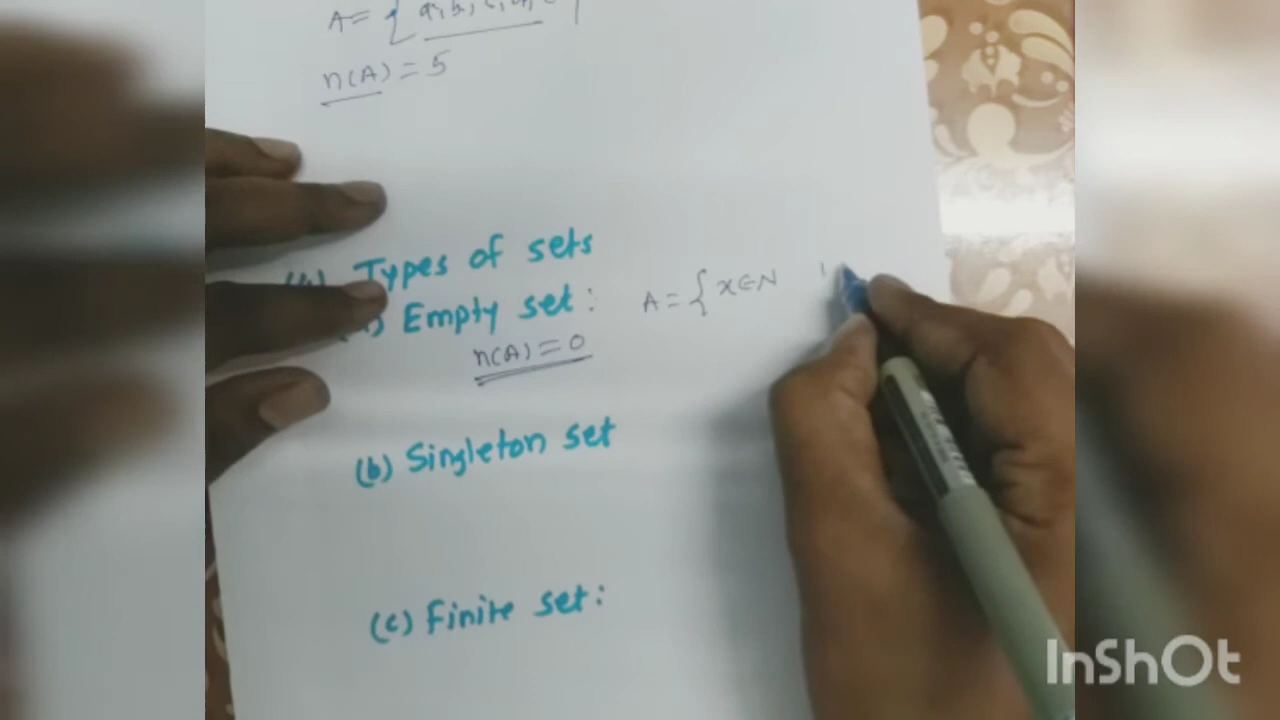 A = {
n(A) = 5
Types of sets
Empty set : A = { x∈N
n(A) = 0
(b) Singleton set
(c) Finite set :
InShOt